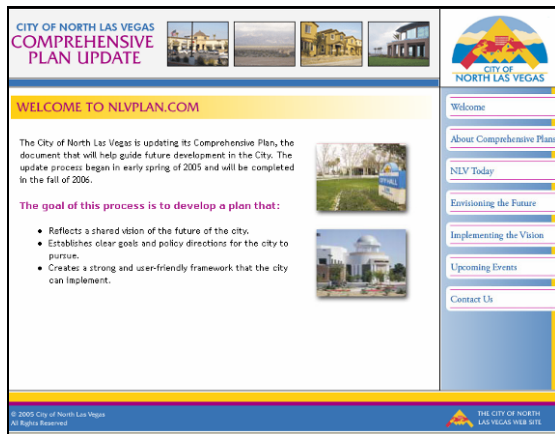 CITY OF NORTH LAS VEGAS
COMPREHENSIVE
PLAN UPDATE
CITY OF
NORTH LAS VEGAS
WELCOME TO NLVPLAN.COM
The City of North Las Vegas is updating its Comprehensive Plan, the
document that will help guide future development in the City. The
update process began in early spring of 2005 and will be completed
in the fall of 2006.
The goal of this process is to develop a plan that:
• Reflects a shared vision of the future of the city.
• Establishes clear goals and policy directions for the city to
pursue.
• Creates a strong and user-friendly framework that the city
can implement.
CITY HALL
Welcome
About Comprehensive Plans
NLV Today
Envisioning the Future
Implementing the Vision
Upcoming Events
Contact Us
© 2005 City of North Las Vegas
All Rights Reserved
THE CITY OF NORTH
LAS VEGAS WEB SITE